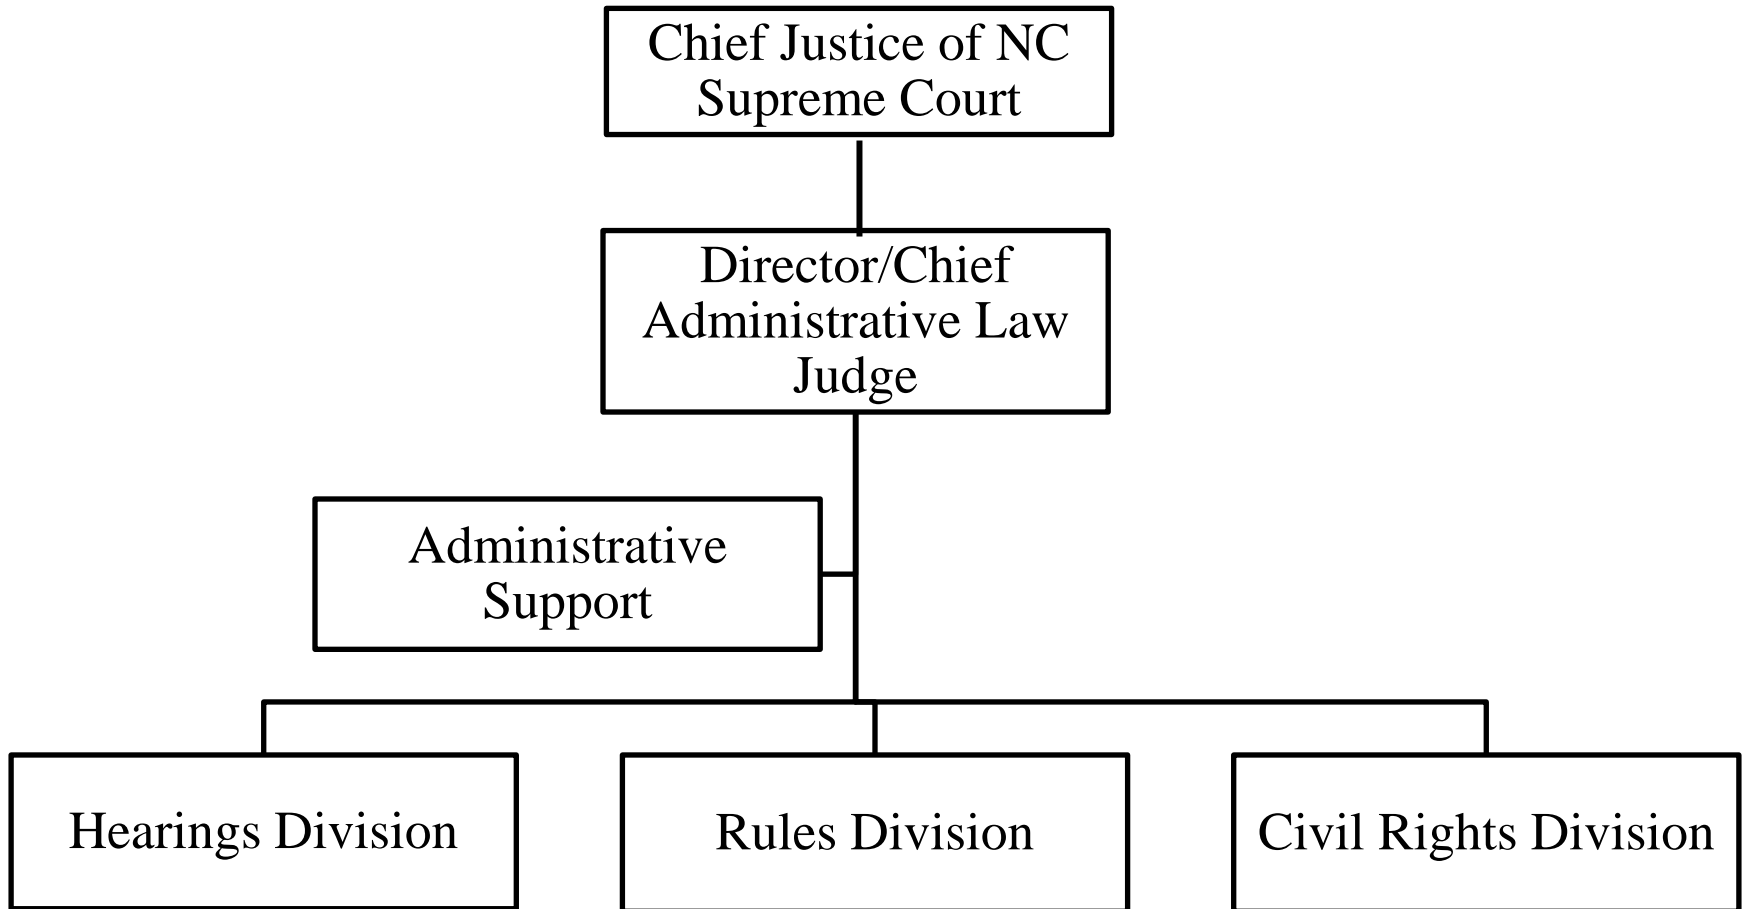 Chief Justice of NC
Supreme Court
Director/Chief
Administrative Law
Judge
Administrative
Support
Hearings Division
Rules Division
Civil Rights Division